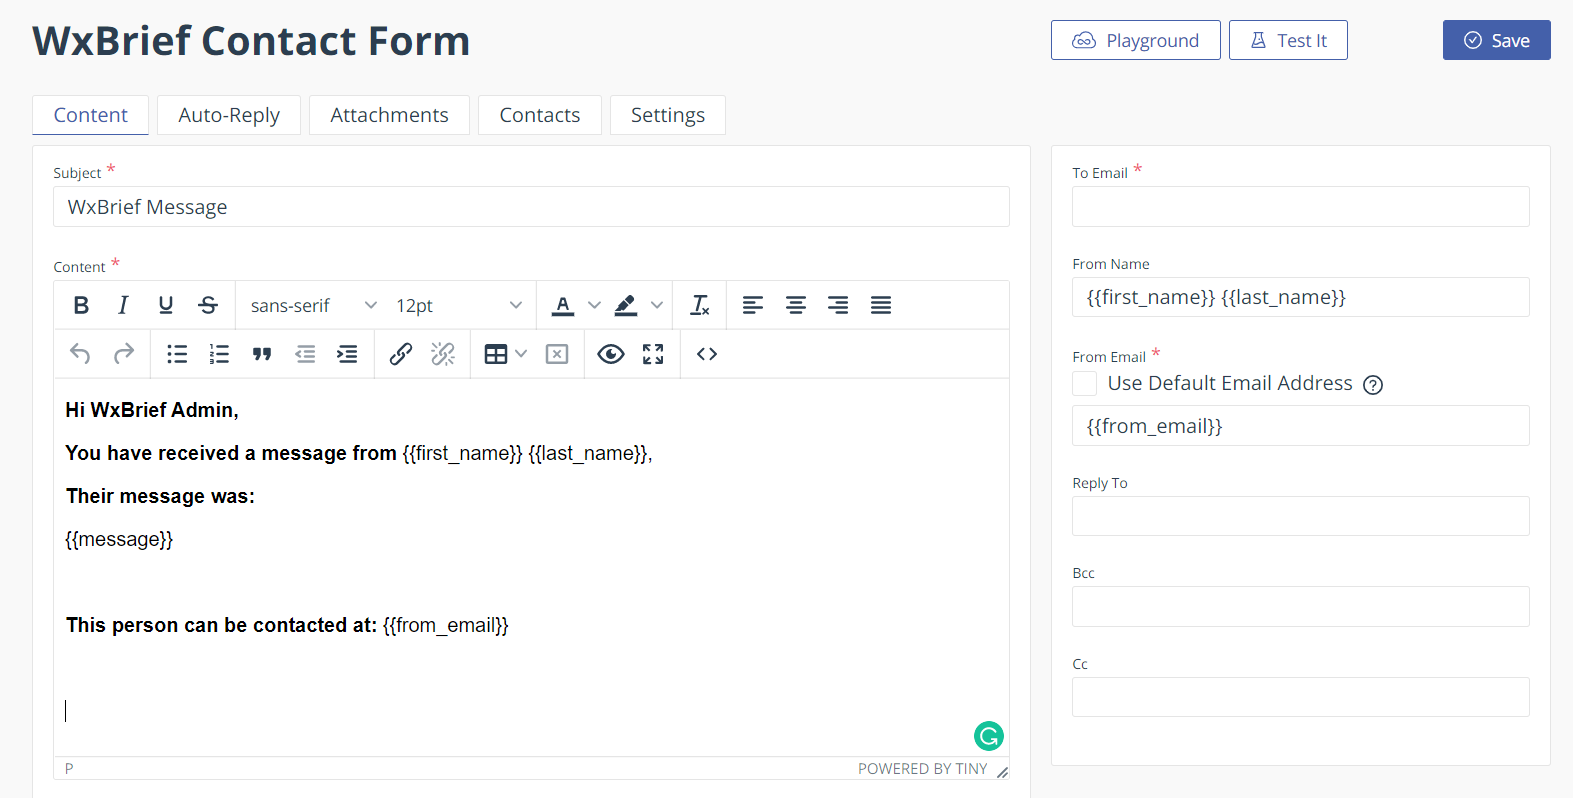 WxBrief Contact Form
Playground
Test It
Save
Content
Auto-Reply
Attachments
Contacts
Settings
Subject *
WxBrief Message
Content *
B I U S sans-serif 12pt A
Hi WxBrief Admin,
You have received a message from {{first_name}} {{last_name}},
Their message was:
{{message}}
This person can be contacted at: {{from_email}}
P
POWERED BY TINY
To Email *
From Name
{{first_name}} {{last_name}}
From Email *
Use Default Email Address ?
{{from_email}}
Reply To
Bcc
Cc